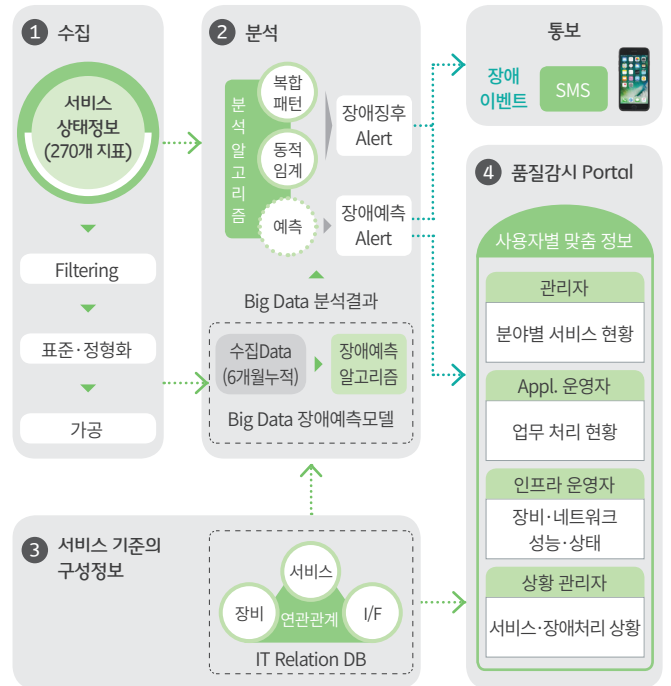 1 수집
서비스
상태정보
(270개 지표)
Filtering
표준·정형화
가공
2 분석
분석알고리즘
복합
패턴
동적
임계
예측
장애징후
Alert
장애예측
Alert
Big Data 분석결과
수집Data
(6개월누적)
장애예측
알고리즘
Big Data 장애예측모델
3 서비스 기준의
구성정보
서비스
장비
연관관계
I/F
IT Relation DB
통보
장애
이벤트
SMS
4 품질감시 Portal
사용자별 맞춤 정보
관리자
분야별 서비스 현황
Appl. 운영자
업무 처리 현황
인프라 운영자
장비·네트워크
성능·상태
상황 관리자
서비스·장애처리 상황